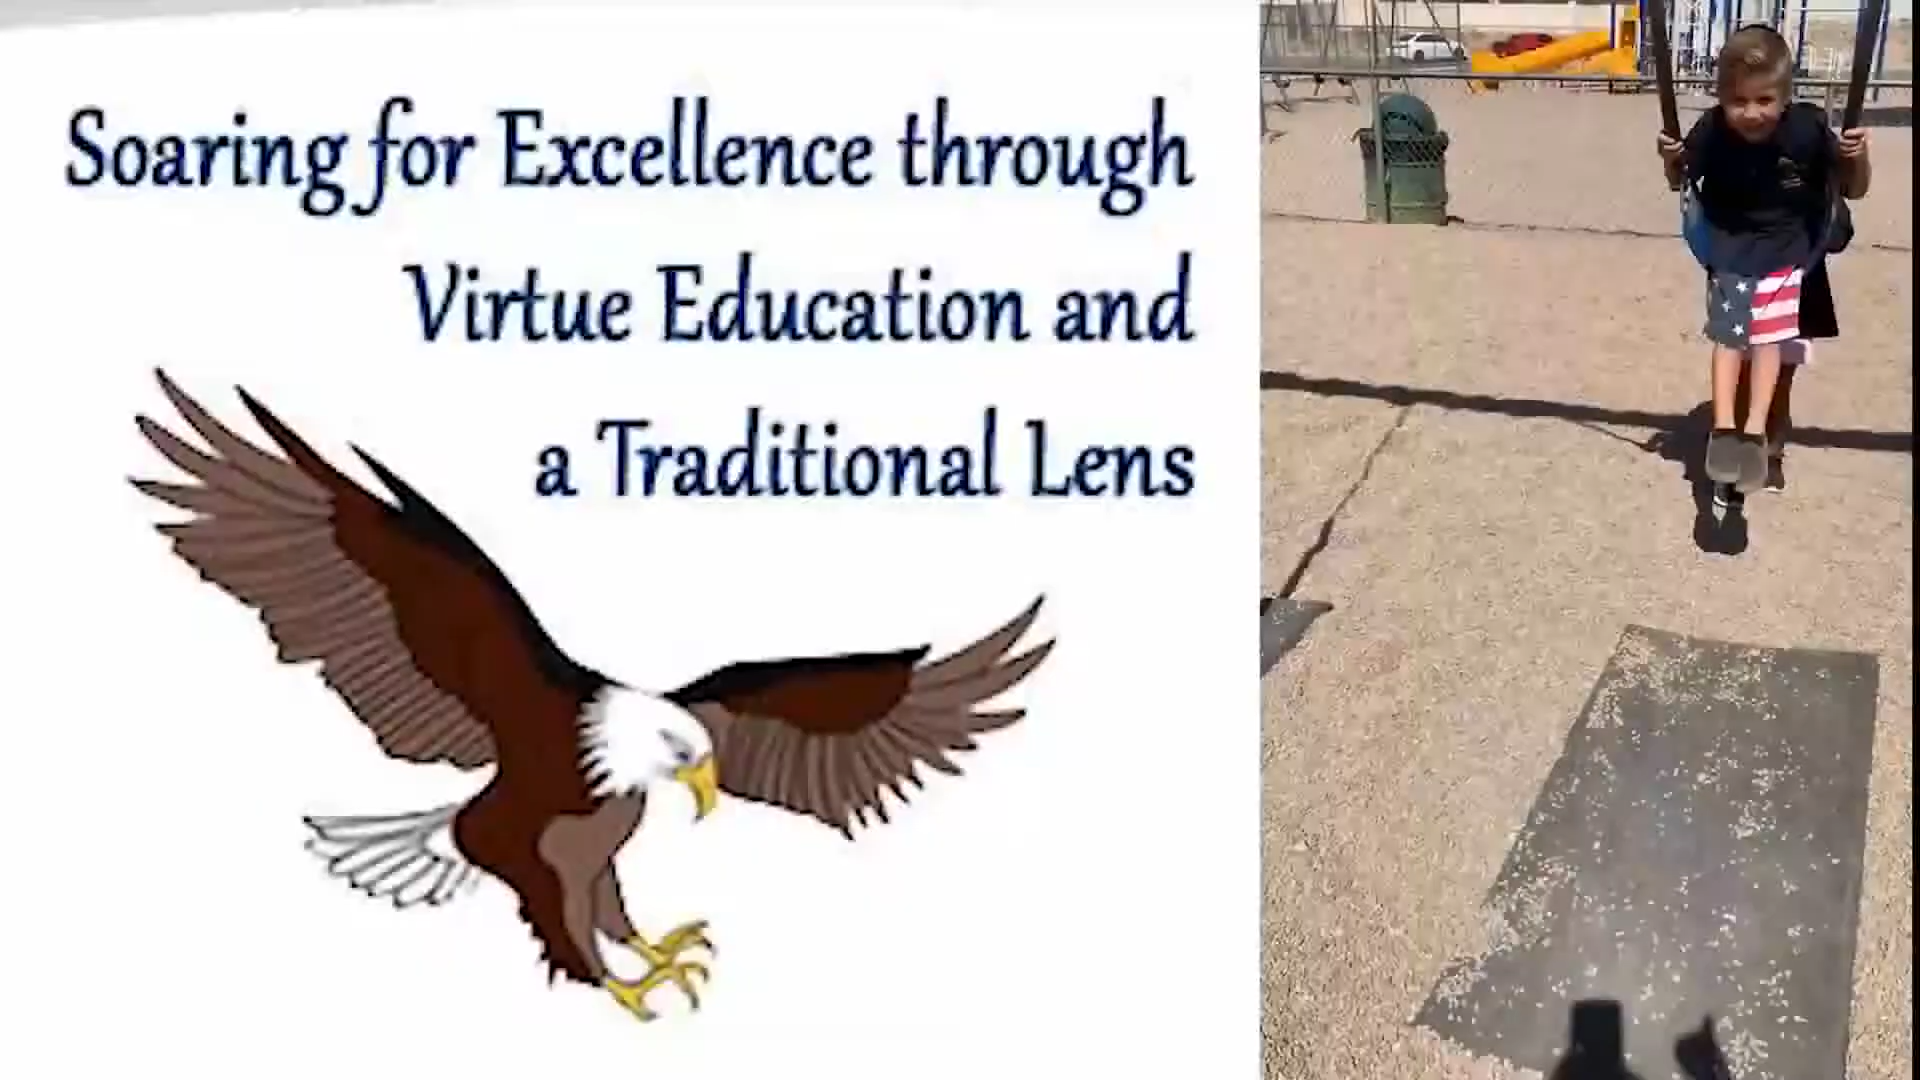 Soaring for Excellence through
Virtue Education and
a Traditional Lens